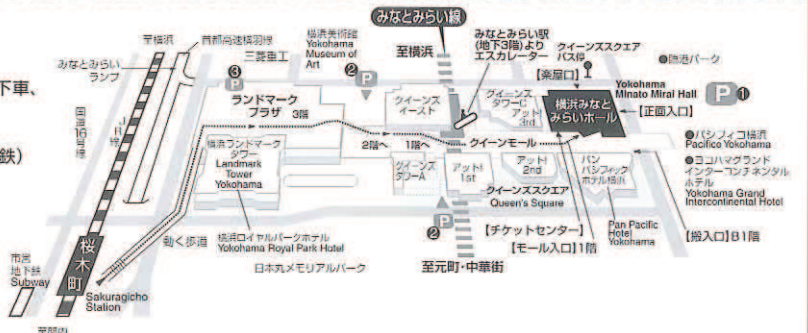 下車、
鉄)
至横浜
首都高速横羽線
三菱重工
みなとみらい
ランプ
国道16号線
JR線
横浜美術館
Yokohama
Museum of
Art
みなとみらい線
至横浜
みなとみらい駅
(地下3階)より
エスカレーター
クイーンズスクエア
バス停
●臨港パーク
【楽屋口】
Yokohama
Minato Mirai Hall
P❶
【正面入口】
横浜みなと
みらいホール
❸
P
❷
P
ランドマーク
プラザ 3階
クイーンズ
イースト
クイーンズ
タワーC
アット!
3rd
2階へ
1階へ
クイーンモール
横浜ランドマーク
タワー
Landmark
Tower
Yokohama
クイーンズ
タワーA
アット!
1st
アット!
2nd
パン
パシフィック
ホテル横浜
●パシフィコ横浜
Pacifico Yokohama
●ヨコハマグランド
インターコンチネンタル
ホテル
Yokohama Grand
Intercontinental Hotel
クイーンズスクエア
Queen's Square
P
❷
Pan Pacific
Hotel
Yokohama
【チケットセンター】
【モール入口】1階
【搬入口】B1階
動く歩道
横浜ロイヤルパークホテル
Yokohama Royal Park Hotel
日本丸メモリアルパーク
至元町・中華街
桜木町
市営
地下鉄
Subway
Sakuragicho
Station